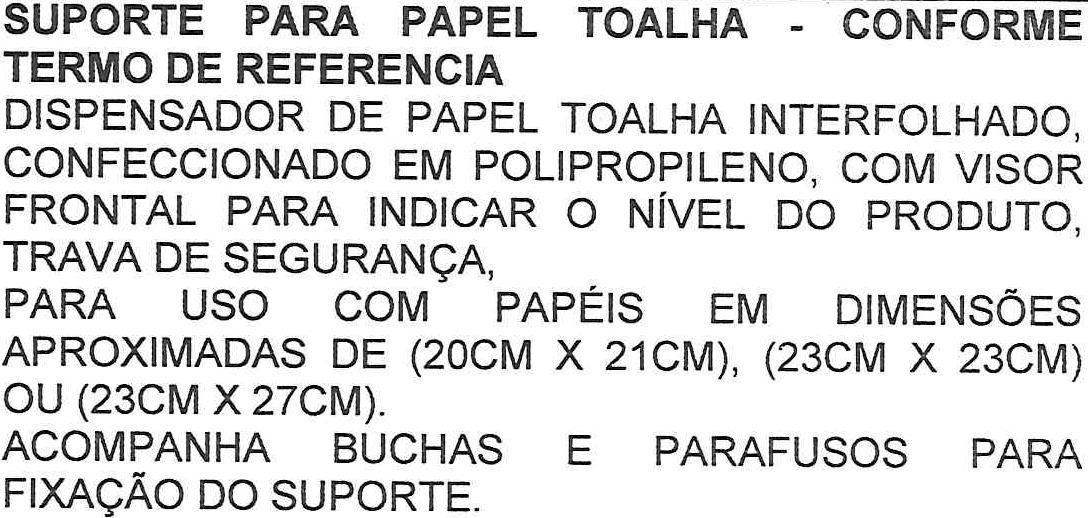 SUPORTE PARA PAPEL TOALHA - CONFORME
TERMO DE REFERENCIA
DISPENSADOR DE PAPEL TOALHA INTERFOLHADO,
CONFECCIONADO EM POLIPROPILENO, COM VISOR
FRONTAL PARA INDICAR O NÍVEL DO PRODUTO,
TRAVA DE SEGURANÇA,
PARA USO COM PAPÉIS EM DIMENSÕES
APROXIMADAS DE (20CM X 21CM), (23CM X 23CM)
OU (23CM X 27CM).
ACOMPANHA BUCHAS E PARAFUSOS PARA
FIXAÇÃO DO SUPORTE.